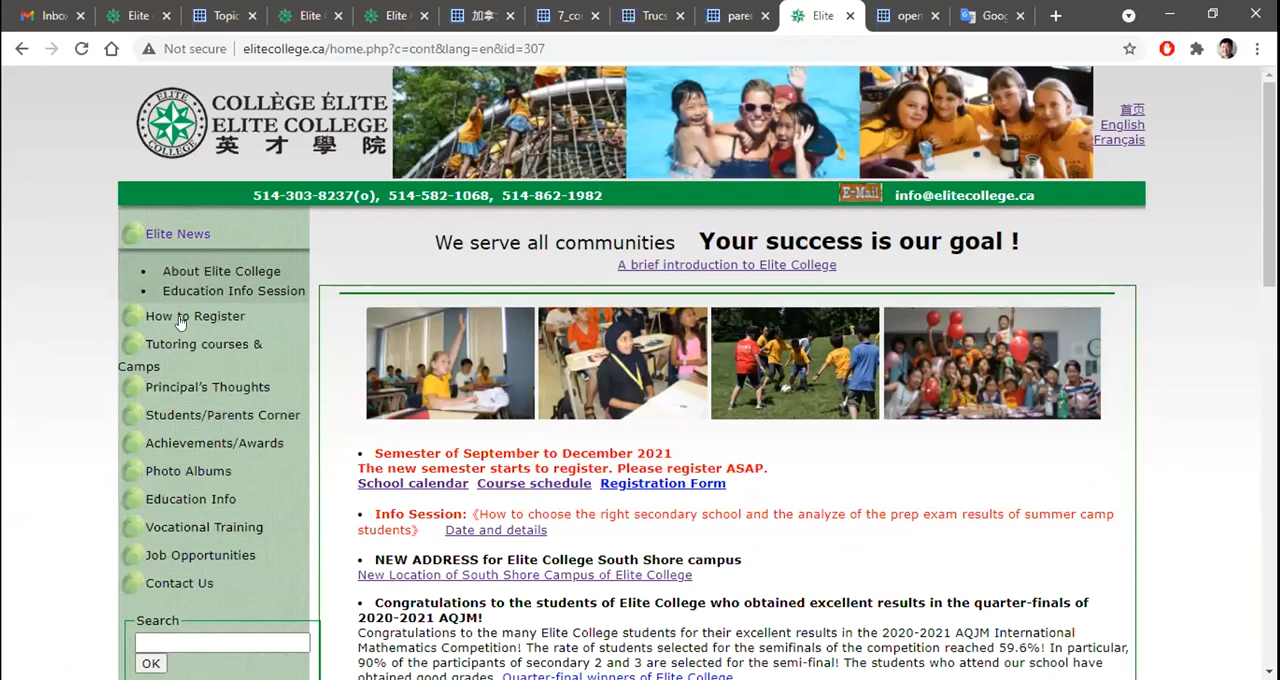 Inbox
Elite
Topic
Elite
Elite
加拿
7_co
Trucs
pare
Elite
open
Goog
Not secure
elitecollege.ca/home.php?c=cont&lang=en&id=307
ELITE
COLLEGE
COLLÈGE ÉLITE
ELITE COLLEGE
英才學院
首页
English
Français
514-303-8237(o), 514-582-1068, 514-862-1982
E-Mail
info@elitecollege.ca
Elite News
• About Elite College
• Education Info Session
How to Register
Tutoring courses &
Camps
Principal's Thoughts
Students/Parents Corner
Achievements/Awards
Photo Albums
Education Info
Vocational Training
Job Opportunities
Contact Us
Search
OK
We serve all communities Your success is our goal !
A brief introduction to Elite College
• Semester of September to December 2021
The new semester starts to register. Please register ASAP.
School calendar Course schedule Registration Form
• Info Session:《How to choose the right secondary school and the analyze of the prep exam results of summer camp
students》 Date and details
• NEW ADDRESS for Elite College South Shore campus
New Location of South Shore Campus of Elite College
• Congratulations to the students of Elite College who obtained excellent results in the quarter-finals of
2020-2021 AQJM!
Congratulations to the many Elite College students for their excellent results in the 2020-2021 AQJM International
Mathematics Competition! The rate of students selected for the semifinals of the competition reached 59.6%! In particular,
90% of the participants of secondary 2 and 3 are selected for the semi-final! The students who attend our school have
obtained good grades. Quarter-final winners of Elite College